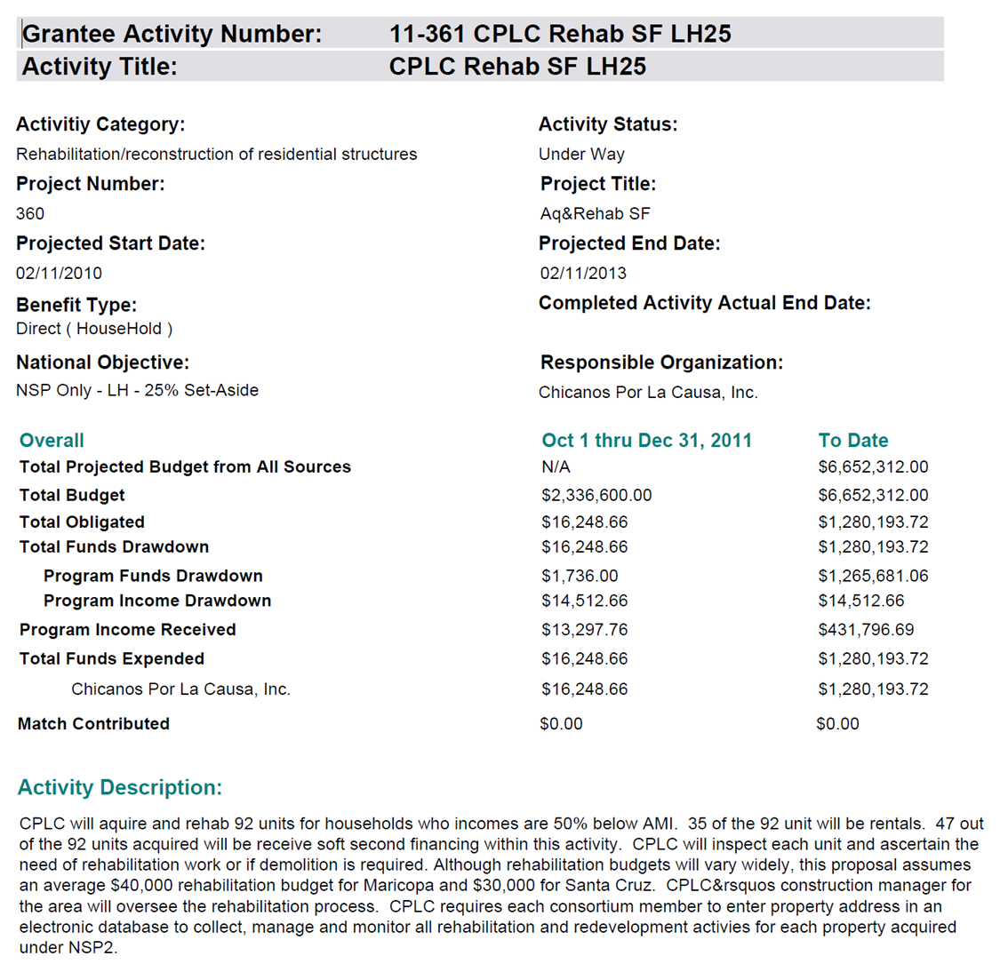 Grantee Activity Number: 11-361 CPLC Rehab SF LH25
Activity Title: CPLC Rehab SF LH25
Activitiy Category: Activity Status:
Rehabilitation/reconstruction of residential structures Under Way
Project Number: Project Title:
360 Aq&Rehab SF
Projected Start Date: Projected End Date:
02/11/2010 02/11/2013
Benefit Type: Completed Activity Actual End Date:
Direct ( HouseHold )
National Objective: Responsible Organization:
NSP Only - LH - 25% Set-Aside Chicanos Por La Causa, Inc.
Overall Oct 1 thru Dec 31, 2011 To Date
Total Projected Budget from All Sources N/A $6,652,312.00
Total Budget $2,336,600.00 $6,652,312.00
Total Obligated $16,248.66 $1,280,193.72
Total Funds Drawdown $16,248.66 $1,280,193.72
Program Funds Drawdown $1,736.00 $1,265,681.06
Program Income Drawdown $14,512.66 $14,512.66
Program Income Received $13,297.76 $431,796.69
Total Funds Expended $16,248.66 $1,280,193.72
Chicanos Por La Causa, Inc. $16,248.66 $1,280,193.72
Match Contributed $0.00 $0.00
Activity Description:
CPLC will aquire and rehab 92 units for households who incomes are 50% below AMI. 35 of the 92 unit will be rentals. 47 out
of the 92 units acquired will be receive soft second financing within this activity. CPLC will inspect each unit and ascertain the
need of rehabilitation work or if demolition is required. Although rehabilitation budgets will vary widely, this proposal assumes
an average $40,000 rehabilitation budget for Maricopa and $30,000 for Santa Cruz. CPLC&rsquos construction manager for
the area will oversee the rehabilitation process. CPLC requires each consortium member to enter property address in an
electronic database to collect, manage and monitor all rehabilitation and redevelopment activies for each property acquired
under NSP2.